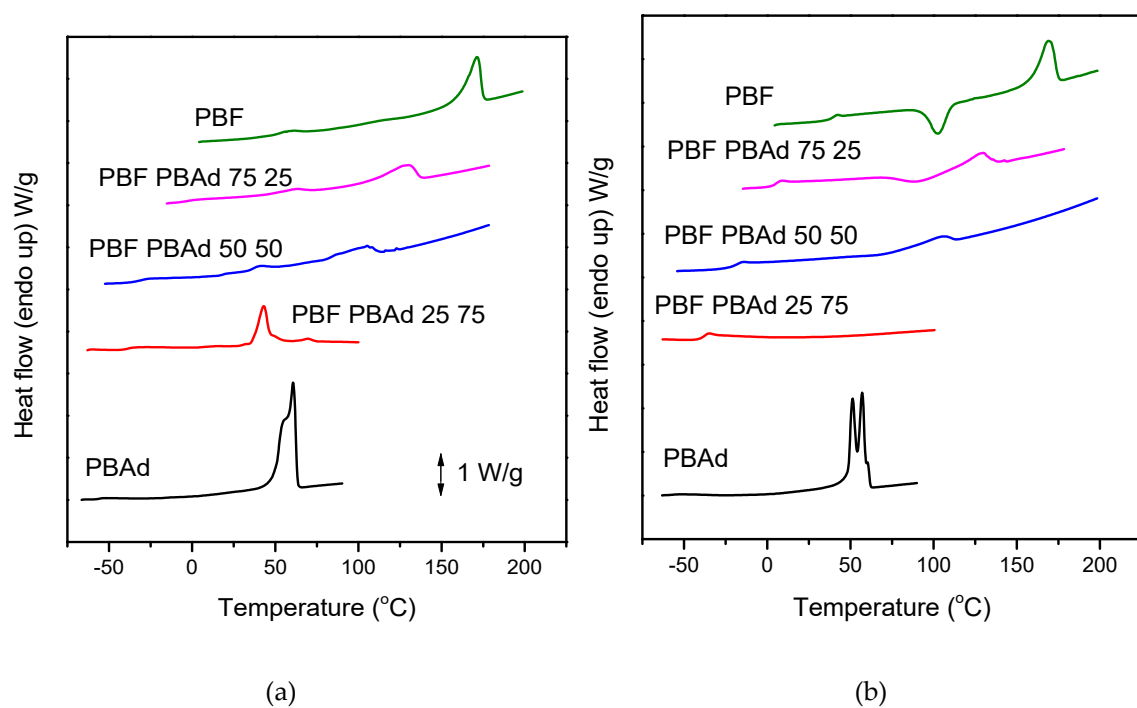 Heat flow (endo up) W/g
PBF
PBF PBAd 75 25
PBF PBAd 50 50
PBF PBAd 25 75
PBAd
1 W/g
-50 0 50 100 150 200
Temperature (°C)
(a)
Heat flow (endo up) W/g
PBF
PBF PBAd 75 25
PBF PBAd 50 50
PBF PBAd 25 75
PBAd
-50 0 50 100 150 200
Temperature (°C)
(b)